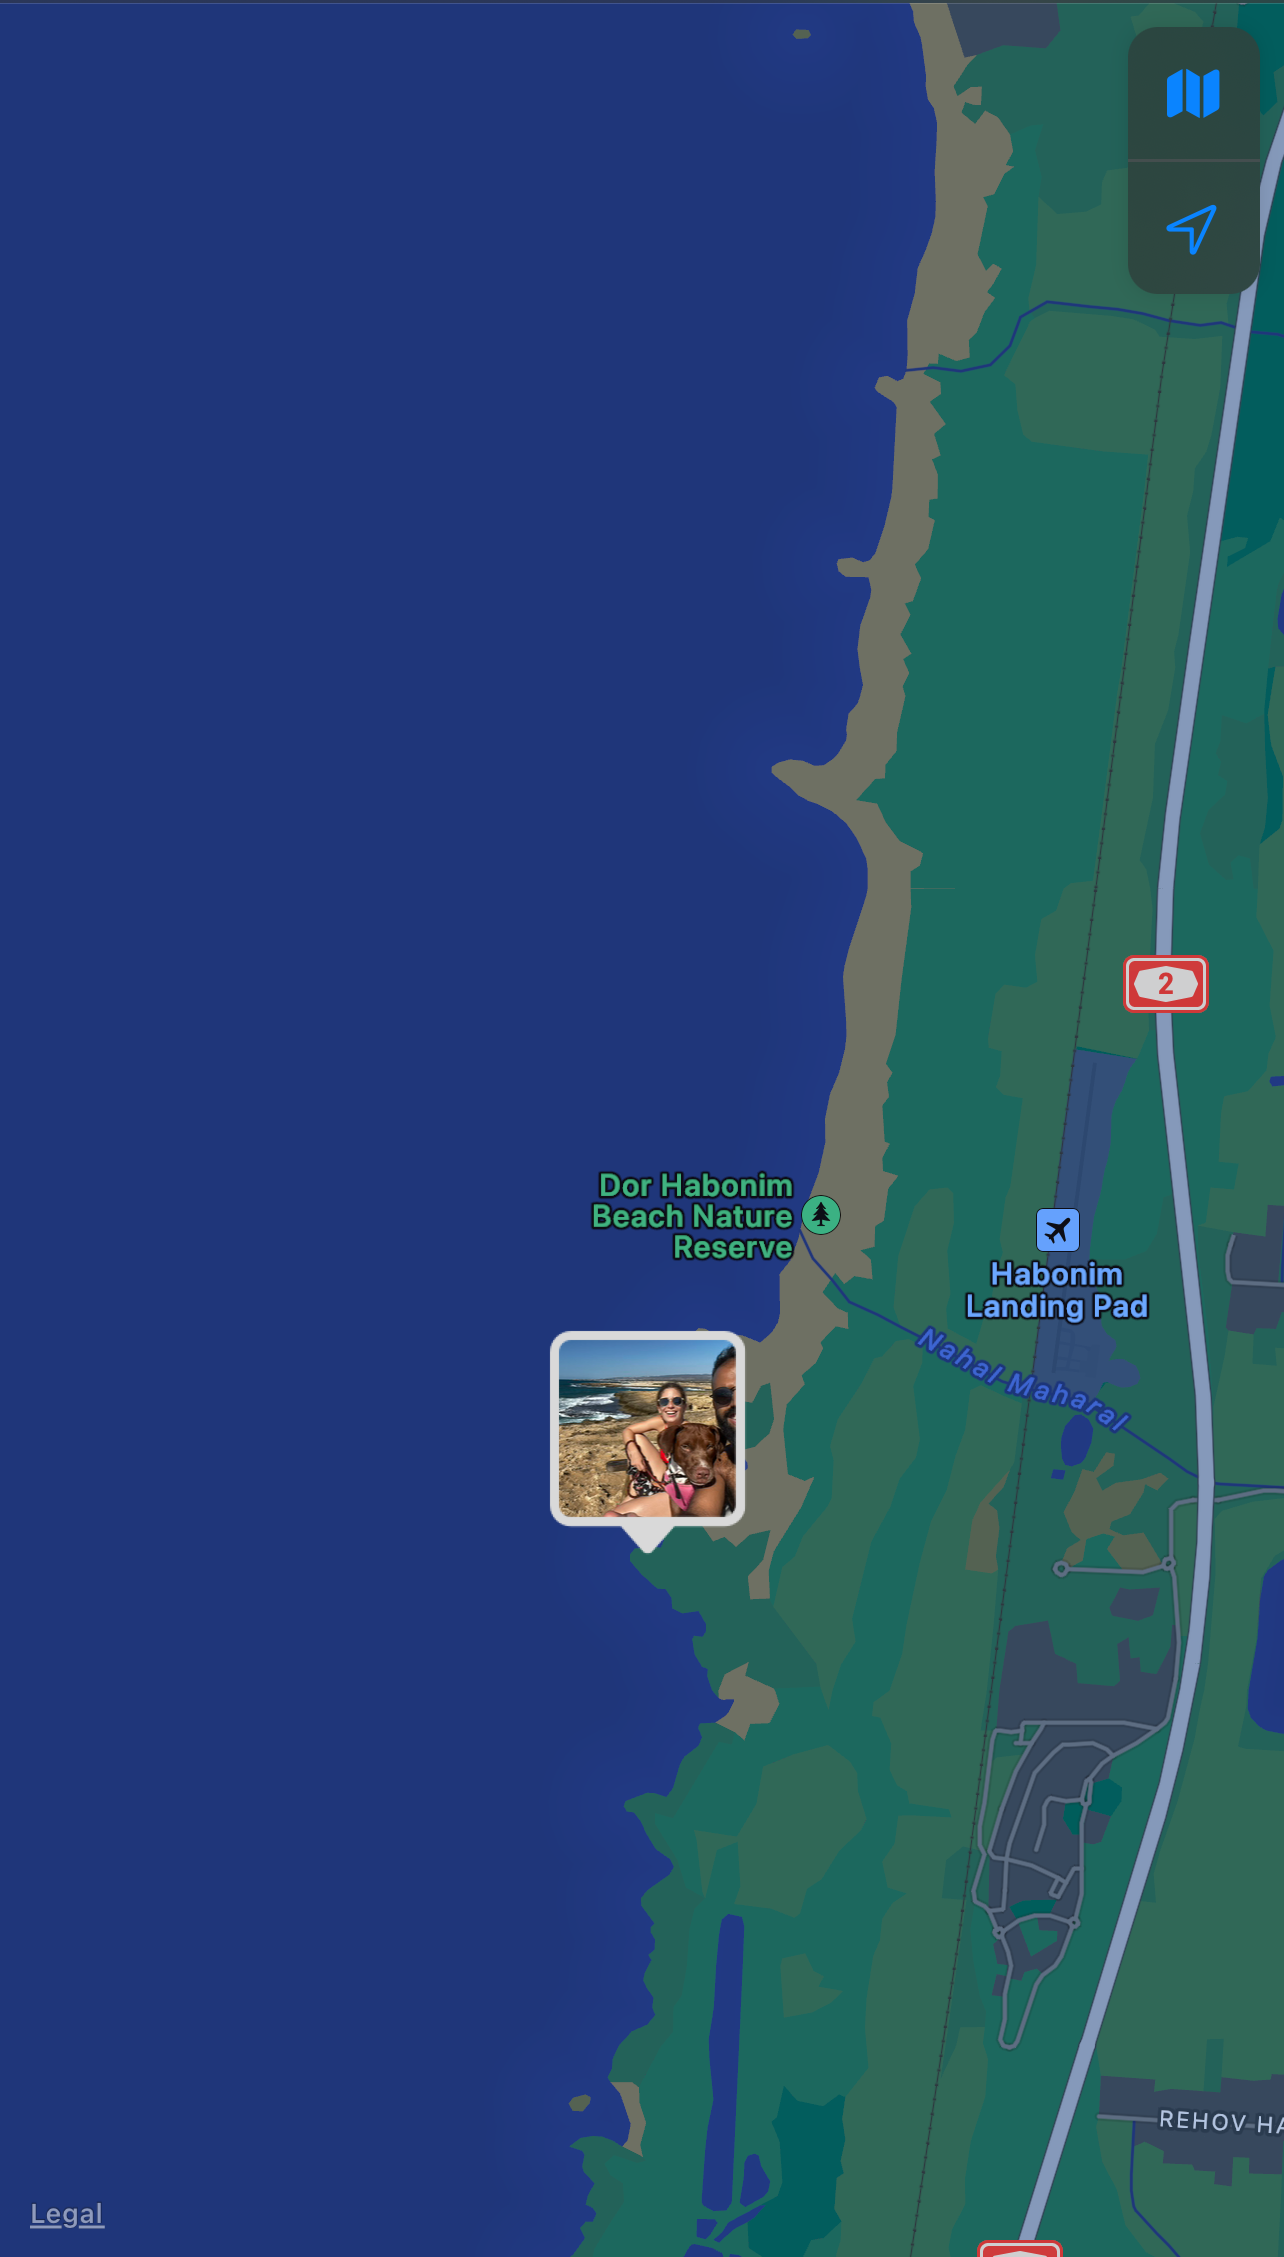 2
Dor Habonim
Beach Nature
Reserve
Habonim
Landing Pad
Nahal Maharal
REHOV HA
Legal